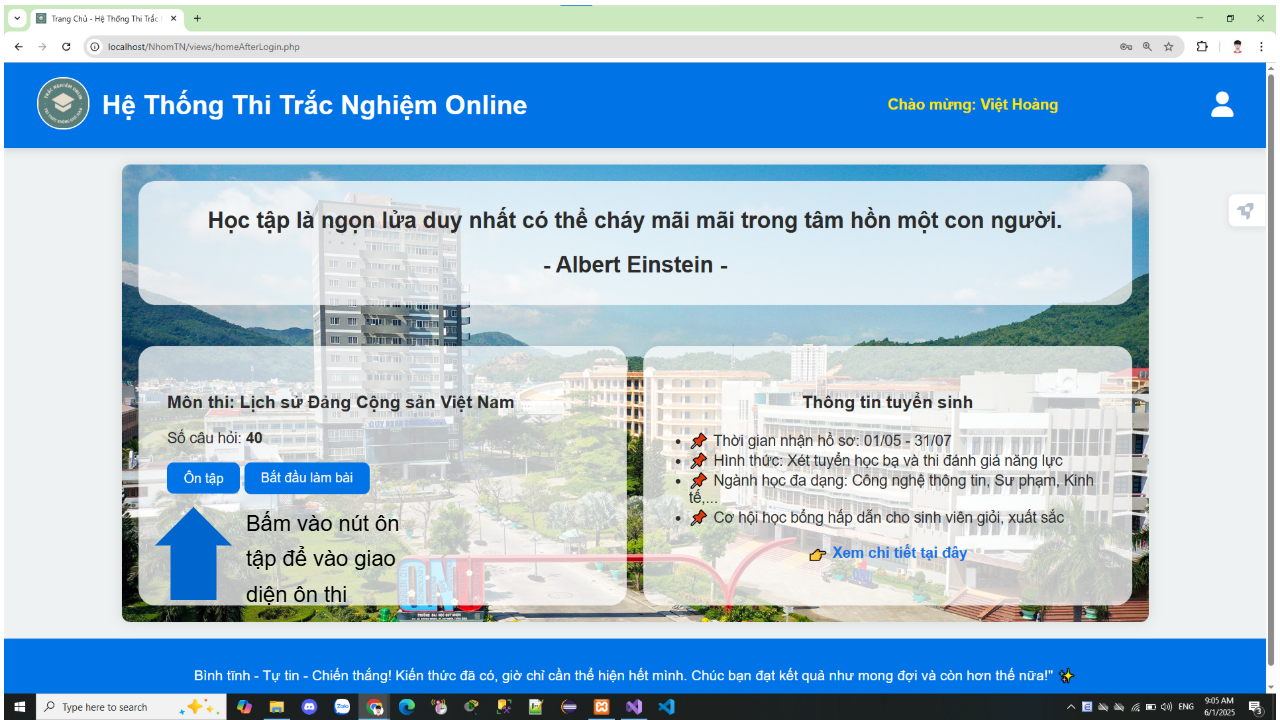 Trang Chủ - Hệ Thống Thi Trắc
localhost/NhomTN/views/homeAfterLogin.php
Hệ Thống Thi Trắc Nghiệm Online
Chào mừng: Việt Hoàng
Học tập là ngọn lửa duy nhất có thể cháy mãi mãi trong tâm hồn một con người.
- Albert Einstein -
Môn thi: Lịch sử Đảng Cộng sản Việt Nam
Số câu hỏi: 40
Ôn tập
Bắt đầu làm bài
Bấm vào nút ôn
tập để vào giao
diện ôn thi
Thông tin tuyển sinh
Thời gian nhận hồ sơ: 01/05 - 31/07
Hình thức: Xét tuyển học bạ và thi đánh giá năng lực
Ngành học đa dạng: Công nghệ thông tin, Sư phạm, Kinh
tế,...
Cơ hội học bổng hấp dẫn cho sinh viên giỏi, xuất sắc
Xem chi tiết tại đây
Bình tĩnh - Tự tin - Chiến thắng! Kiến thức đã có, giờ chỉ cần thể hiện hết mình. Chúc bạn đạt kết quả như mong đợi và còn hơn thế nữa!"
Type here to search
Zalo
ENG
9:05 AM
6/1/2025
3